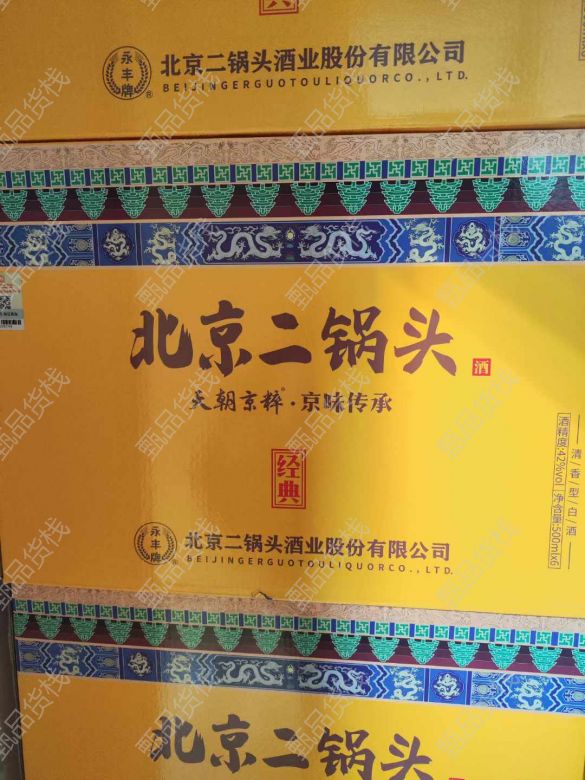 典
永丰牌
®
北京二锅头酒业股份有限公司
BEIJINGERGUOTOULIQUORCO.,LTD.
北京二锅头
酒
天朝京粹®·京味传承
经典
清/香/型/白/酒
酒精度:42%vol 净含量:500mlx6
永丰牌
®
北京二锅头酒业股份有限公司
BEIJINGERGUOTOULIQUORCO.,LTD.
北京二锅头
甄品货栈